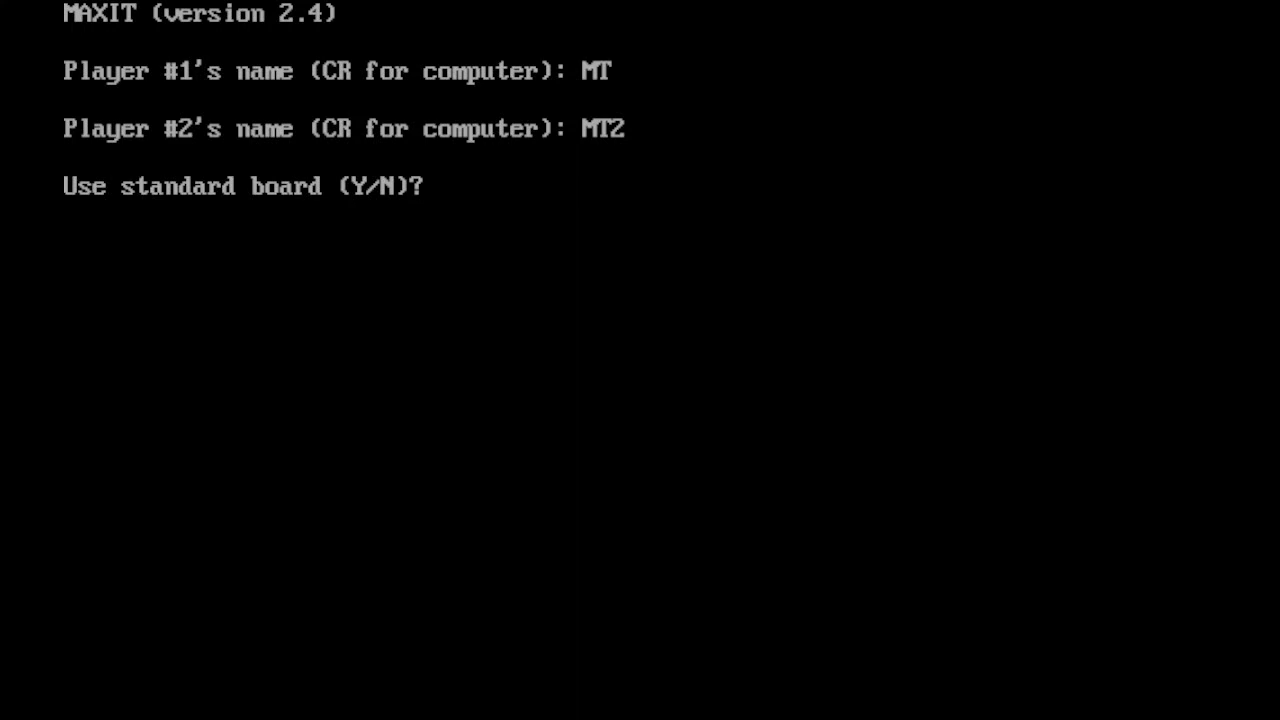 MAXIT (version 2.4)
Player #1's name (CR for computer): MT
Player #2's name (CR for computer): MT2
Use standard board (Y/N)?